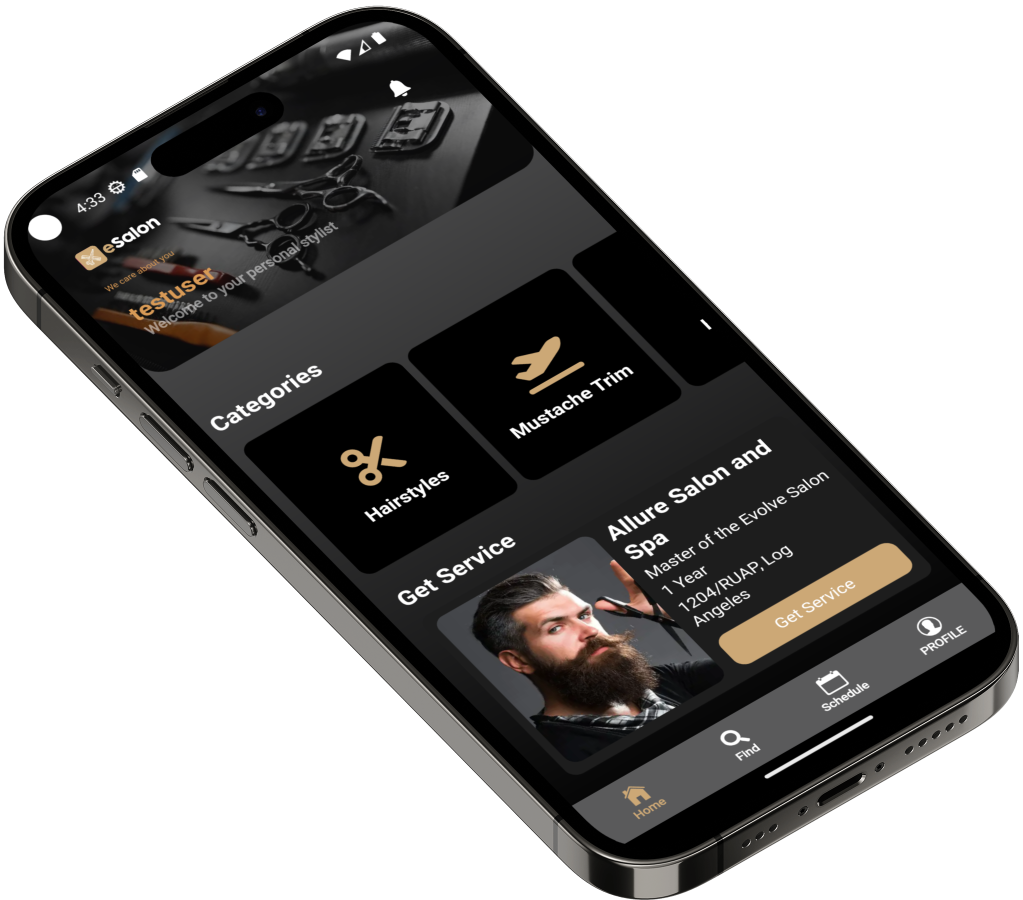 4:33
esalon
We care about you
testuser
Welcome to your personal stylist
Categories
Hairstyles
Mustache Trim
Get Service
Allure Salon and
Spa
Master of the Evolve Salon
1 Year
1204/RUAP, Log
Angeles
Get Service
Home
Find
Schedule
PROFILE